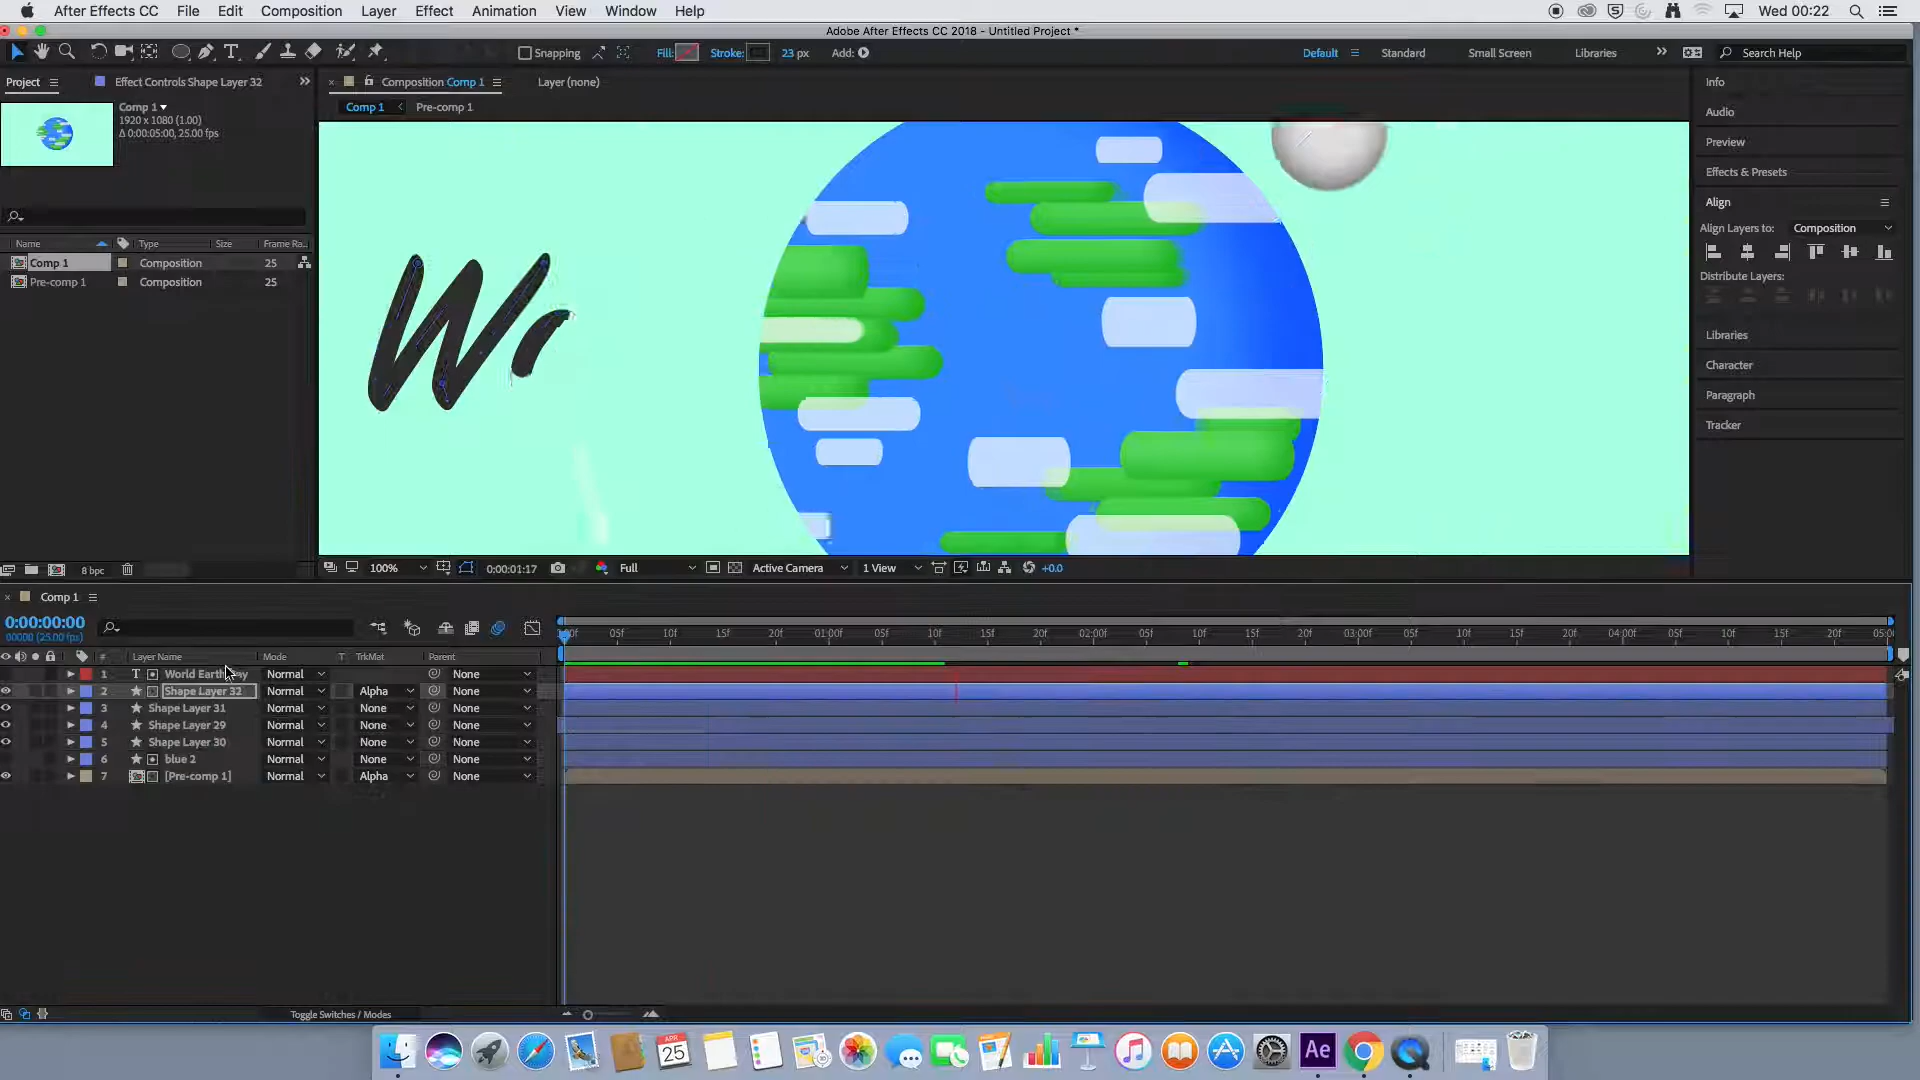 After Effects CC File Edit Composition Layer Effect Animation View Window Help Wed 00:22
Adobe After Effects CC 2018 - Untitled Project *
Snapping Fill: Stroke: 23 px Add: Default Standard Small Screen Libraries Search Help
Project Effect Controls Shape Layer 32 Composition Comp 1 Layer (none) Info
Comp 1 Comp 1 Pre-comp 1
1920 x 1080 (1.00)
Δ 0:00:05:00, 25.00 fps
Audio
Preview
Effects & Presets
Align
Align Layers to: Composition
Name Type Size Frame Ra...
Comp 1 Composition 25
Pre-comp 1 Composition 25
Distribute Layers:
Libraries
Character
Paragraph
Tracker
8 bpc 100% 0:00:01:17 Full Active Camera 1 View +0.0
Comp 1
0:00:00:00
00000 (25.00 fps)
:00f 05f 10f 15f 20f 01:00f 05f 10f 15f 20f 02:00f 05f 10f 15f 20f 03:00f 05f 10f 15f 20f 04:00f 05f 10f 15f 20f 05:00
# Layer Name Mode T TrkMat Parent
1 T World Earth Normal None
2 Shape Layer 32 Normal Alpha None
3 Shape Layer 31 Normal None None
4 Shape Layer 29 Normal None None
5 Shape Layer 30 Normal None None
6 blue 2 Normal None None
7 [Pre-comp 1] Normal Alpha None
Toggle Switches / Modes
APR
25
Ae